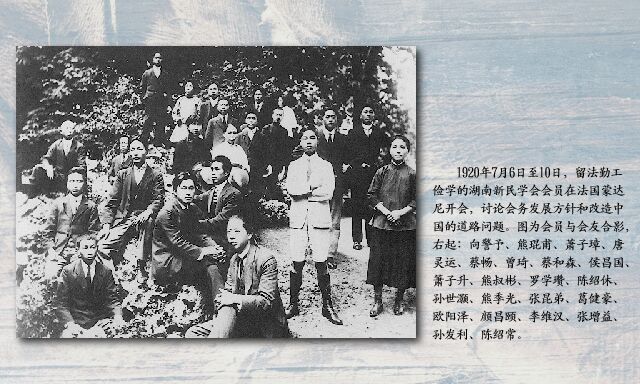 1920年7月6日至10日，留法勤工
俭学的湖南新民学会会员在法国蒙达
尼开会，讨论会务发展方针和改造中
国的道路问题。图为会员与会友合影，
右起：向警予、熊琨甫、萧子璋、唐
灵运、蔡畅、曾琦、蔡和森、侯昌国、
萧子升、熊叔彬、罗学瓒、陈绍休、
孙世灏、熊季光、张昆弟、葛健豪、
欧阳泽、颜昌颐、李维汉、张增益、
孙发利、陈绍常。